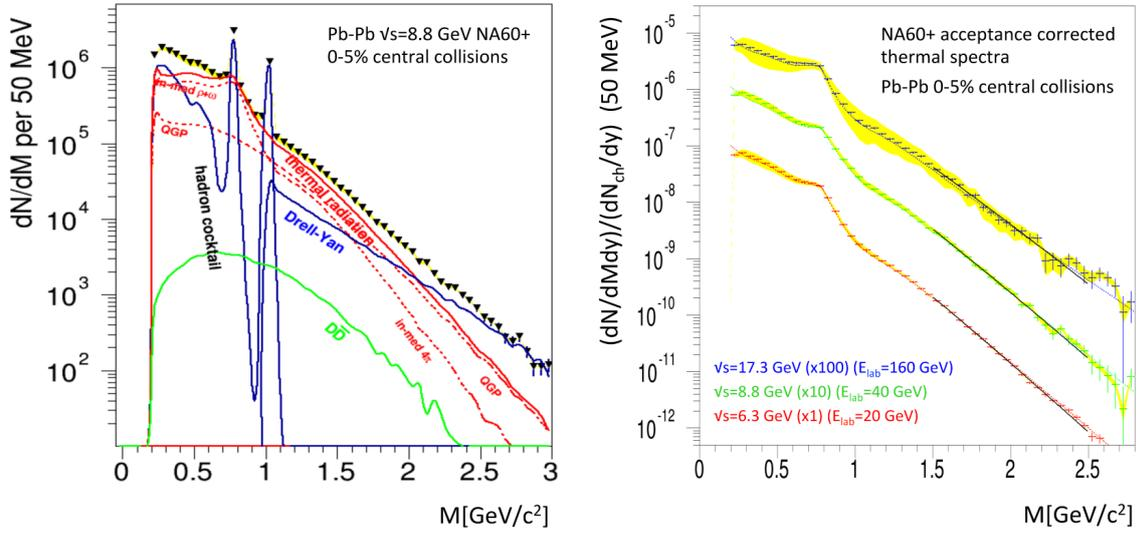 Pb-Pb √s=8.8 GeV NA60+
0-5% central collisions
dN/dM per 50 MeV
10⁶
10⁵
10⁴
10³
10²
in-med ρ+ω
QGP
hadron cocktail
thermal radiation
Drell-Yan
DD̅
in-med 4π
QGP
0 0.5 1 1.5 2 2.5 3
M[GeV/c²]
NA60+ acceptance corrected
thermal spectra
Pb-Pb 0-5% central collisions
(dN/dMdy)/(dN_ch/dy) (50 MeV)
10⁻⁵
10⁻⁶
10⁻⁷
10⁻⁸
10⁻⁹
10⁻¹⁰
10⁻¹¹
10⁻¹²
√s=17.3 GeV (x100) (E_lab=160 GeV)
√s=8.8 GeV (x10) (E_lab=40 GeV)
√s=6.3 GeV (x1) (E_lab=20 GeV)
0 0.5 1 1.5 2 2.5
M[GeV/c²]